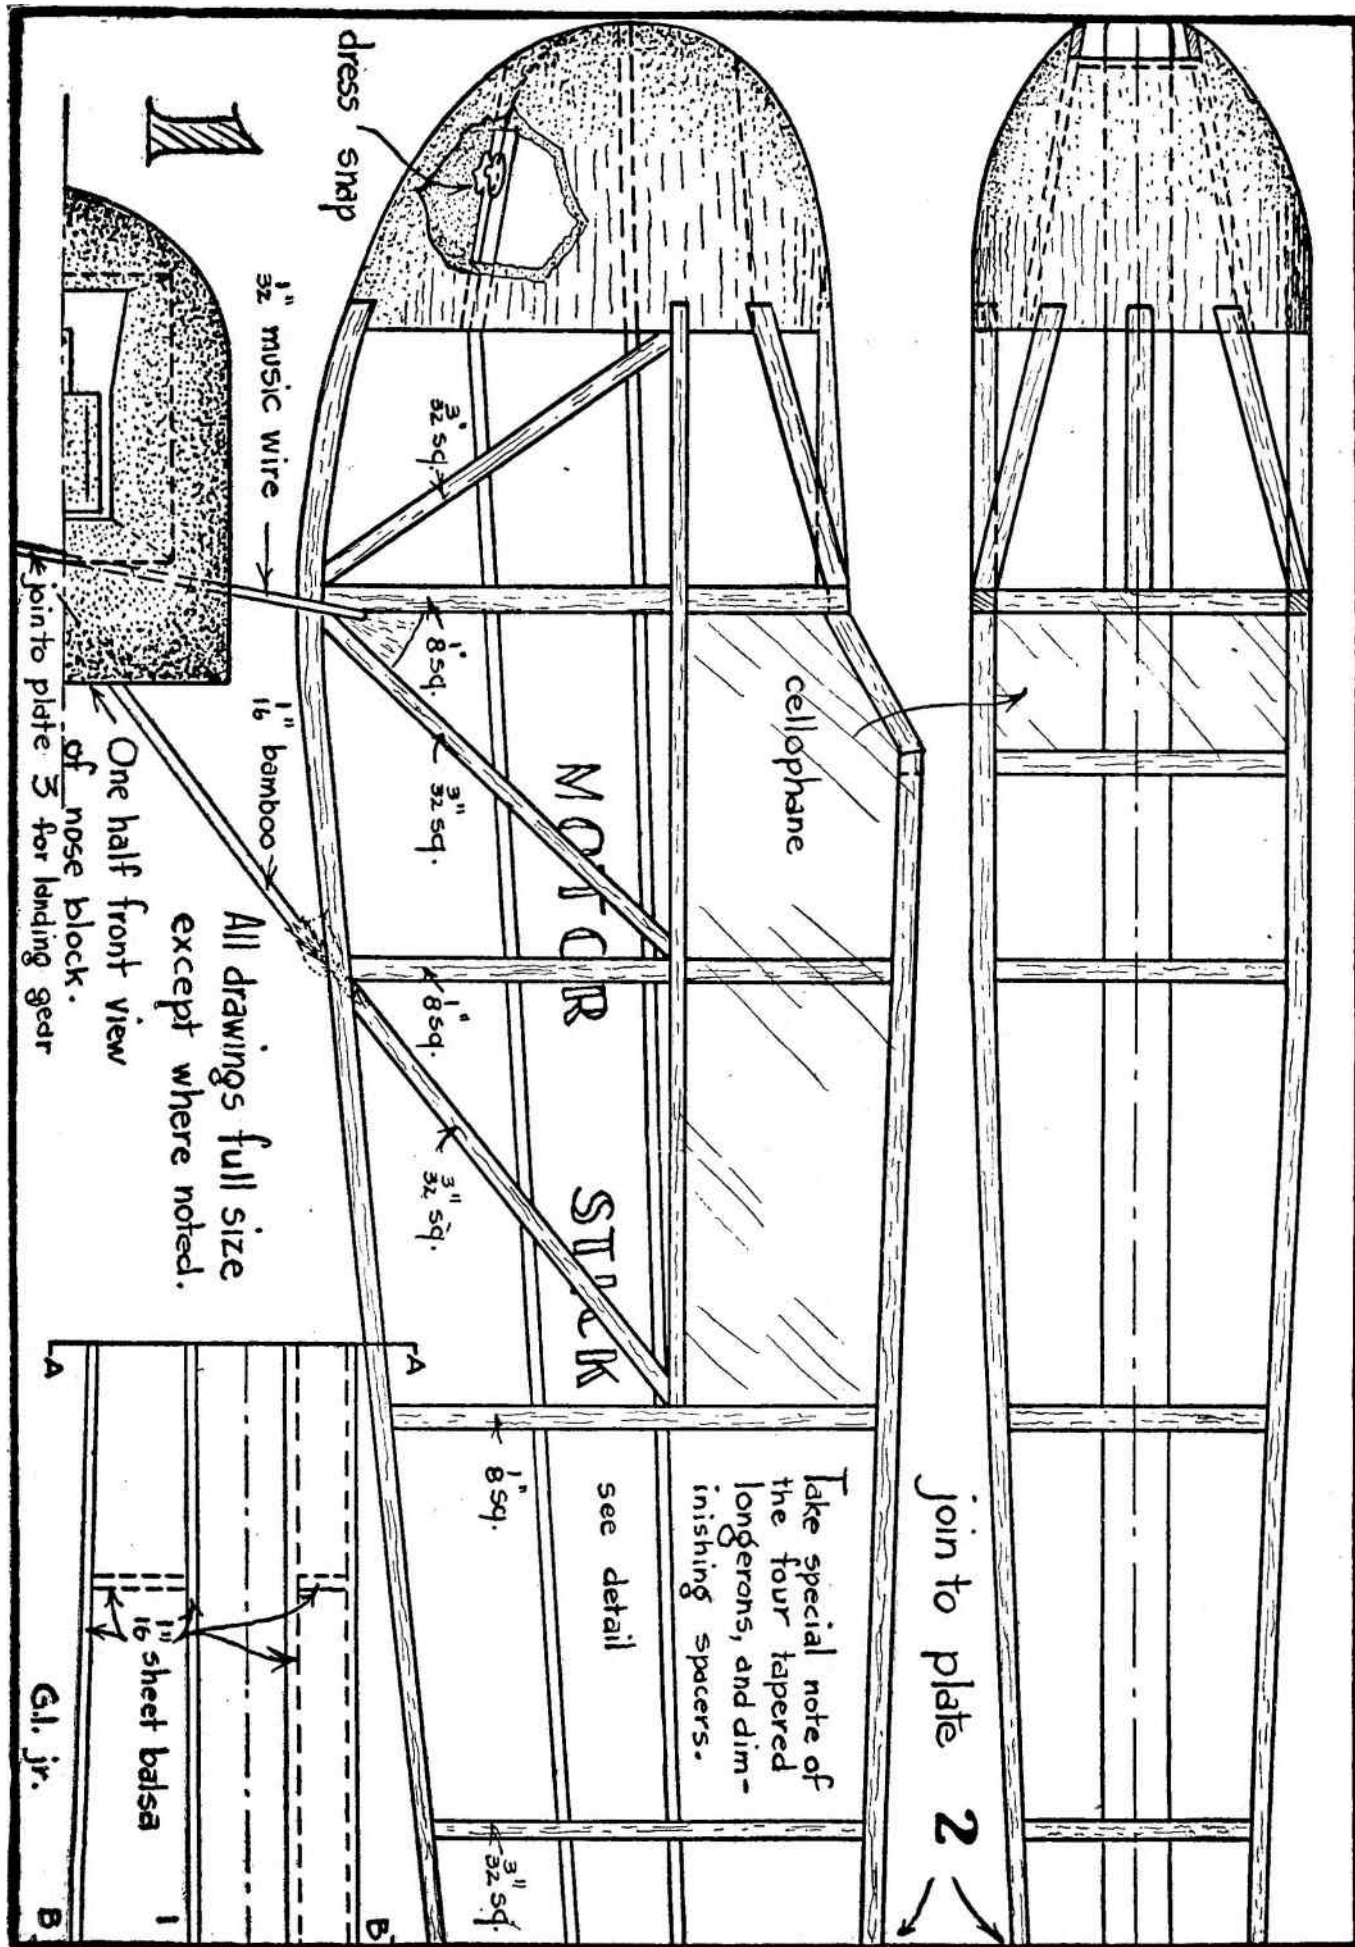 I
dress snap
1/32" music wire
3/32" sq.
1/8" sq.
3/32" sq.
1/16" bamboo
cellophane
MOTOR STICK
1/8" sq.
3/32" sq.
1/8" sq.
3/32" sq.
One half front view
of nose block.
join to plate 3 for landing gear
All drawings full size
except where noted.
see detail
Take special note of
the four tapered
longerons, and dim-
inishing spacers.
join to plate 2
A
A
1/16" sheet balsa
G.l. jr.
1
B
B'